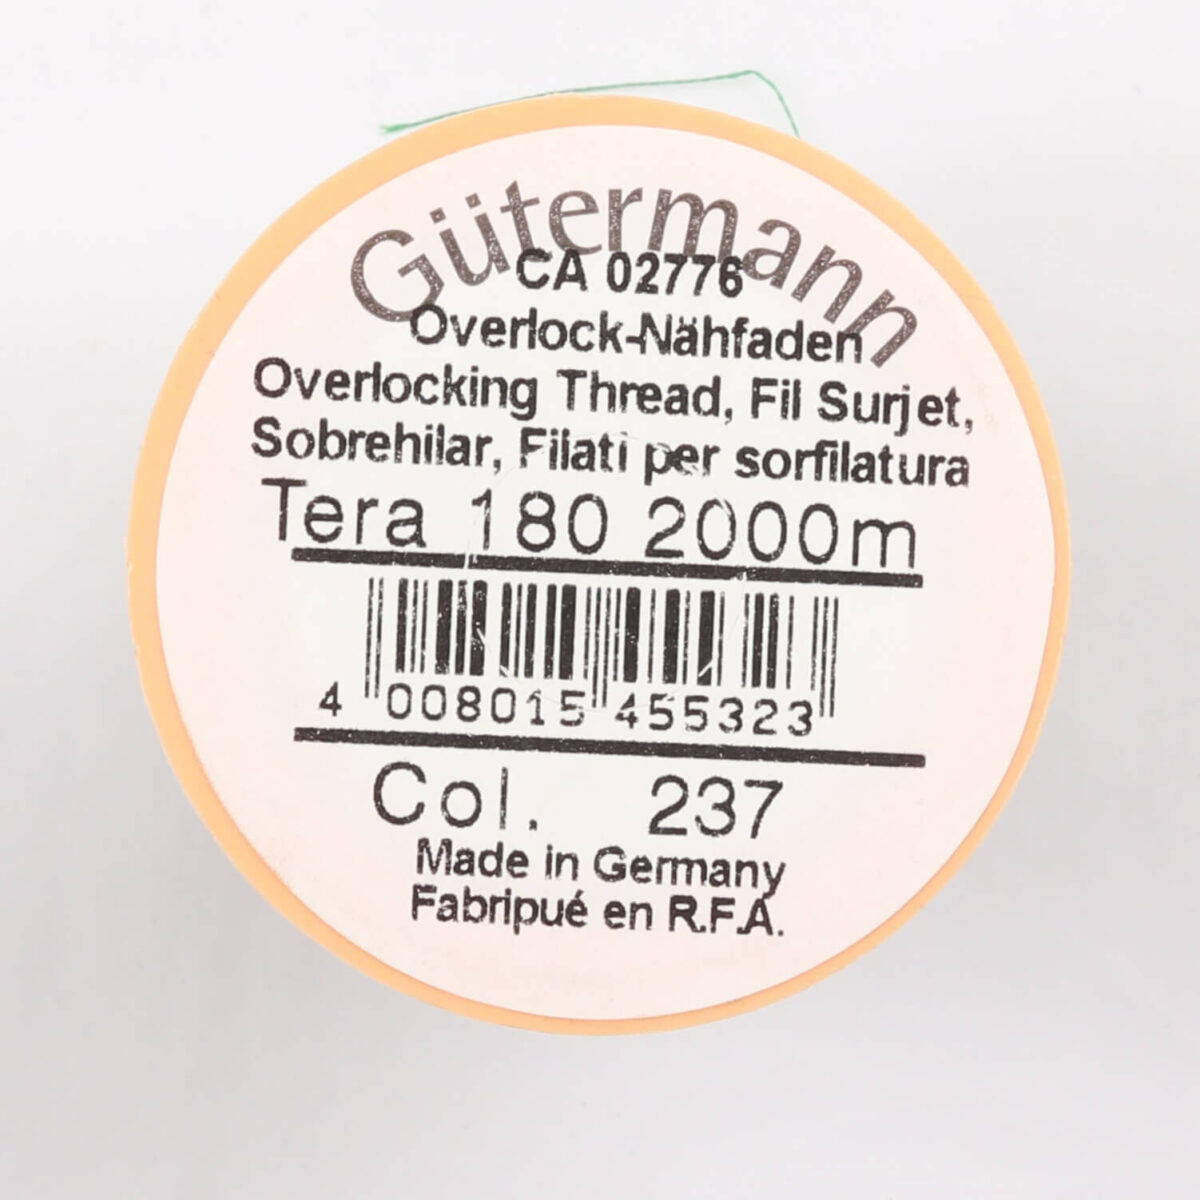 Gütermann
CA 02776
Overlock-Nähfaden
Overlocking Thread, Fil Surjet,
Sobrehilar, Filati per sorfilatura
Tera 180 2000m
4 008015 455323
Col. 237
Made in Germany
Fabripué en R.F.A.